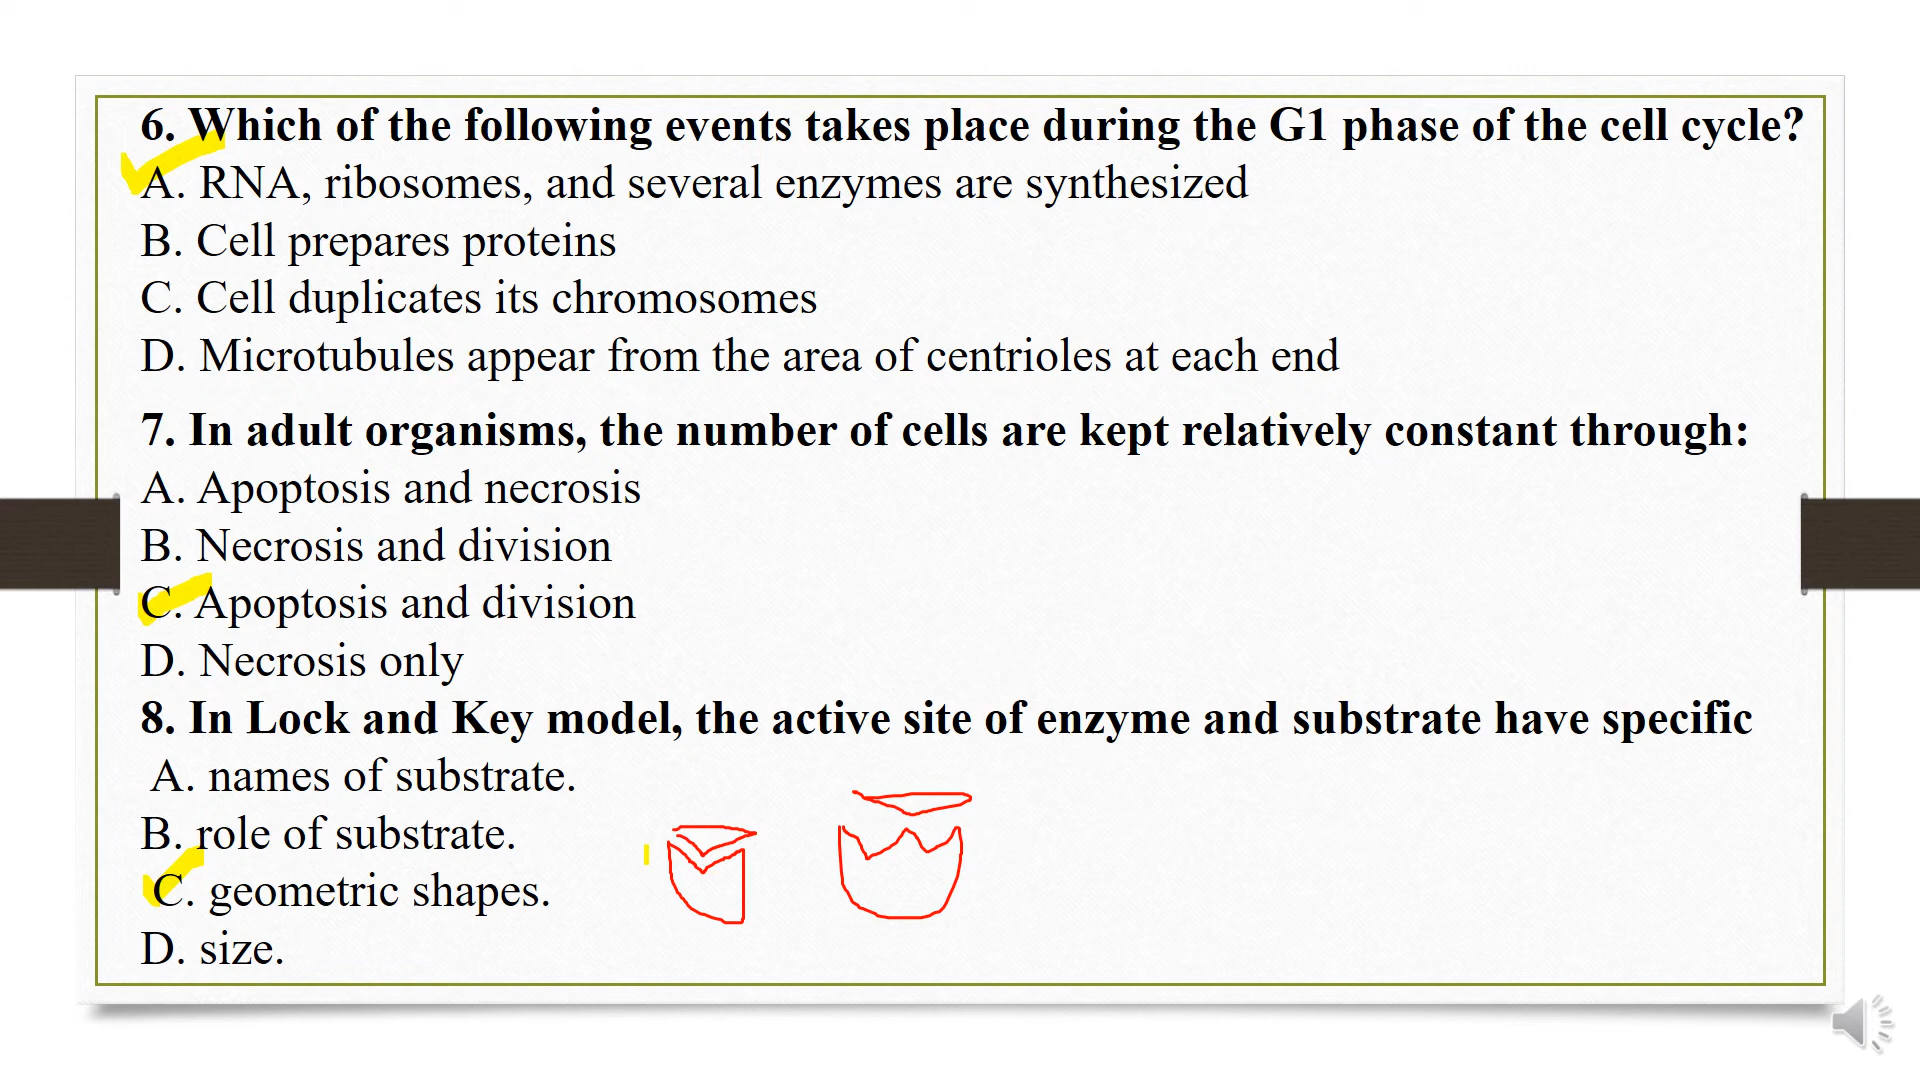 6. Which of the following events takes place during the G1 phase of the cell cycle?
A. RNA, ribosomes, and several enzymes are synthesized
B. Cell prepares proteins
C. Cell duplicates its chromosomes
D. Microtubules appear from the area of centrioles at each end
7. In adult organisms, the number of cells are kept relatively constant through:
A. Apoptosis and necrosis
B. Necrosis and division
C. Apoptosis and division
D. Necrosis only
8. In Lock and Key model, the active site of enzyme and substrate have specific
A. names of substrate.
B. role of substrate.
C. geometric shapes.
D. size.